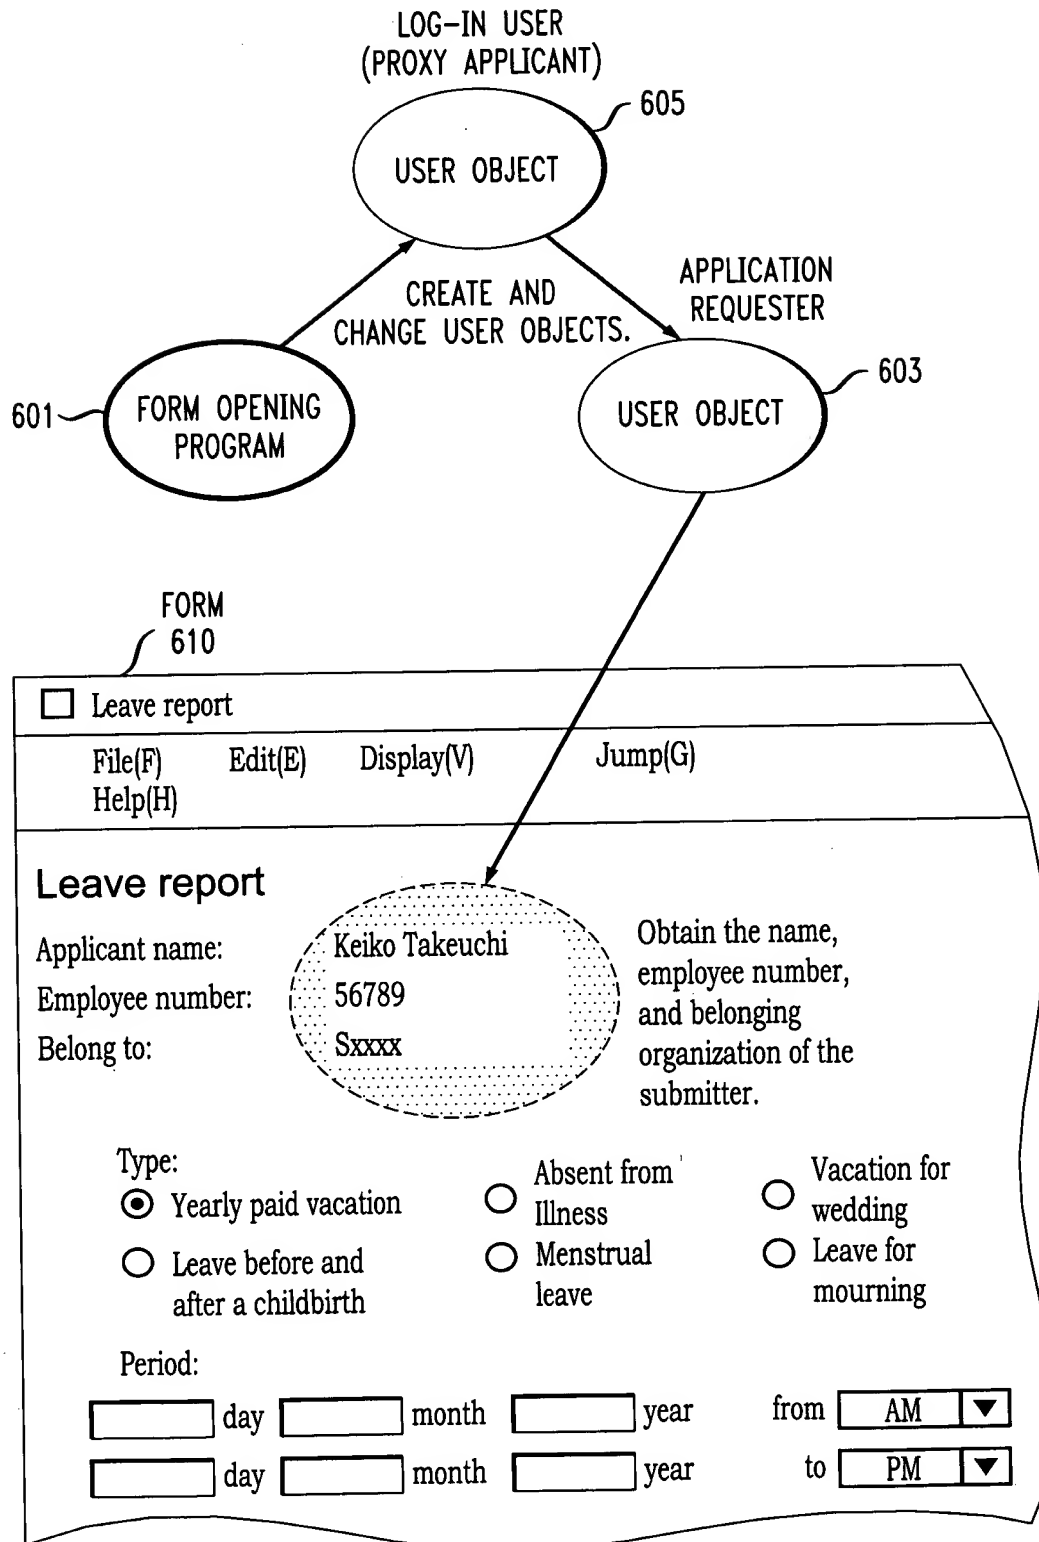 LOG-IN USER
(PROXY APPLICANT)
605
USER OBJECT
APPLICATION
REQUESTER
CREATE AND
CHANGE USER OBJECTS.
603
601
FORM OPENING
PROGRAM
USER OBJECT
FORM
610
Leave report
File(F) Edit(E) Display(V) Jump(G)
Help(H)
Leave report
Applicant name: Keiko Takeuchi
Employee number: 56789
Belong to: Sxxxx
Obtain the name,
employee number,
and belonging
organization of the
submitter.
Type:
Yearly paid vacation
Absent from
Illness
Vacation for
wedding
Leave before and
after a childbirth
Menstrual
leave
Leave for
mourning
Period:
day month year from AM
day month year to PM